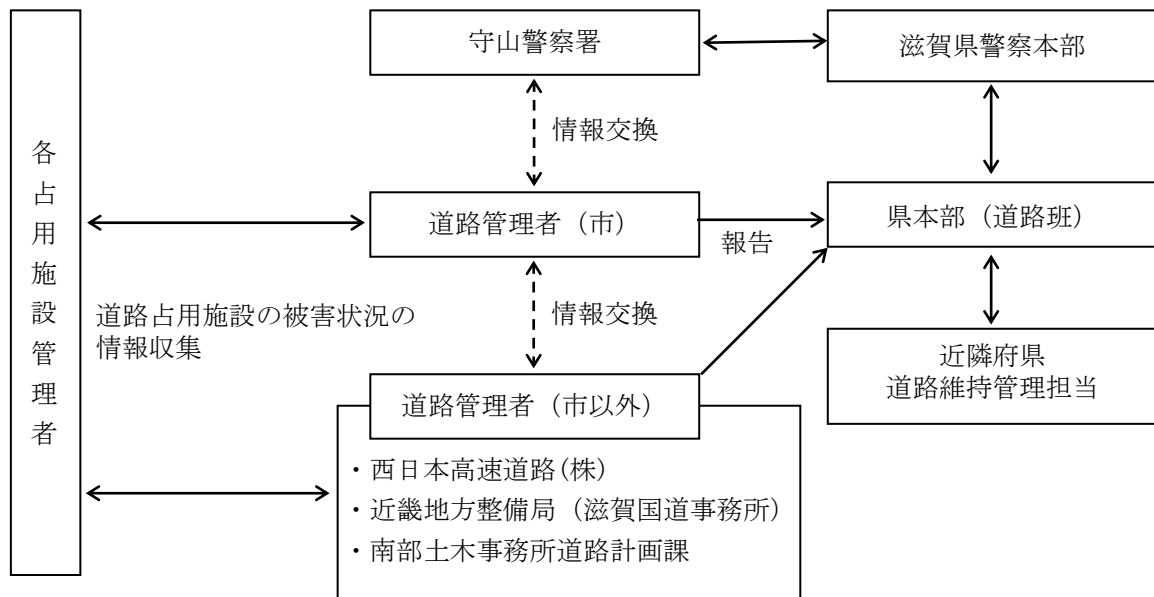 守山警察署
滋賀県警察本部
情報交換
各占用施設管理者
道路管理者（市）
報告
県本部（道路班）
道路占用施設の被害状況の
情報収集
情報交換
近隣府県
道路維持管理担当
道路管理者（市以外）
・西日本高速道路(株)
・近畿地方整備局（滋賀国道事務所）
・南部土木事務所道路計画課